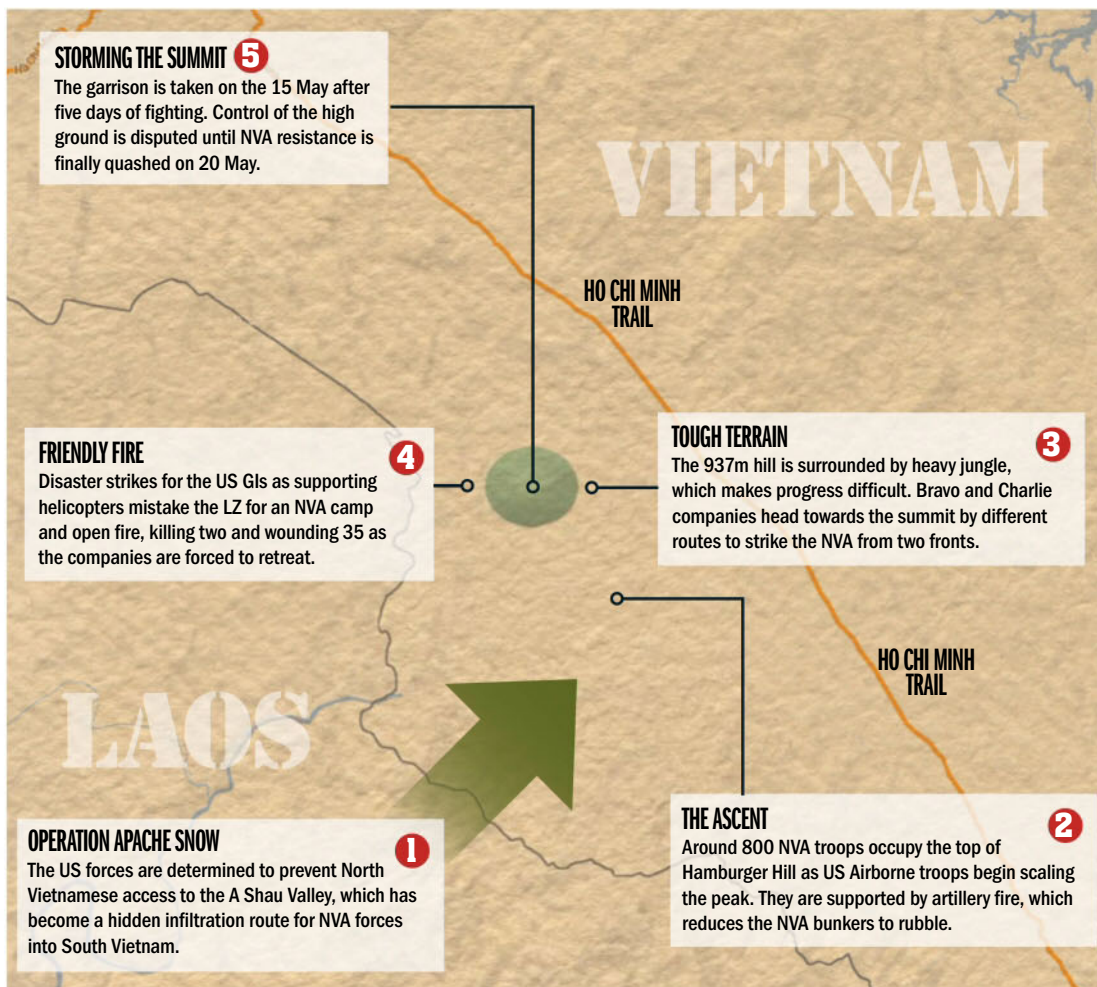 STORMING THE SUMMIT 5
The garrison is taken on the 15 May after
five days of fighting. Control of the high
ground is disputed until NVA resistance is
finally quashed on 20 May.
VIETNAM
HO CHI MINH
TRAIL
FRIENDLY FIRE 4
Disaster strikes for the US GIs as supporting
helicopters mistake the LZ for an NVA camp
and open fire, killing two and wounding 35 as
the companies are forced to retreat.
TOUGH TERRAIN 3
The 937m hill is surrounded by heavy jungle,
which makes progress difficult. Bravo and Charlie
companies head towards the summit by different
routes to strike the NVA from two fronts.
HO CHI MINH
TRAIL
LAOS
OPERATION APACHE SNOW 1
The US forces are determined to prevent North
Vietnamese access to the A Shau Valley, which has
become a hidden infiltration route for NVA forces
into South Vietnam.
THE ASCENT 2
Around 800 NVA troops occupy the top of
Hamburger Hill as US Airborne troops begin scaling
the peak. They are supported by artillery fire, which
reduces the NVA bunkers to rubble.